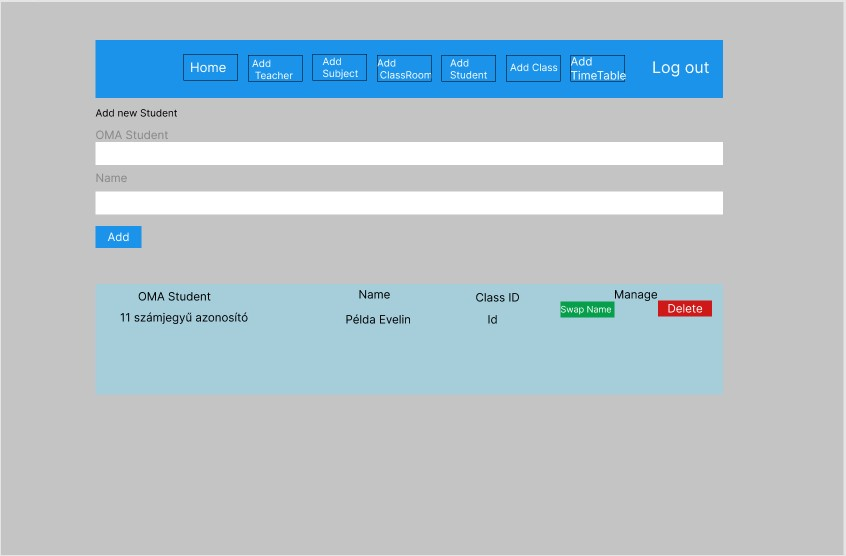 Home
Add
Teacher
Add
Subject
Add
ClassRoom
Add
Student
Add Class
Add
TimeTable
Log out
Add new Student
OMA Student
Name
Add
OMA Student Name Class ID Manage
11 számjegyű azonosító Példa Evelin Id Swap Name Delete